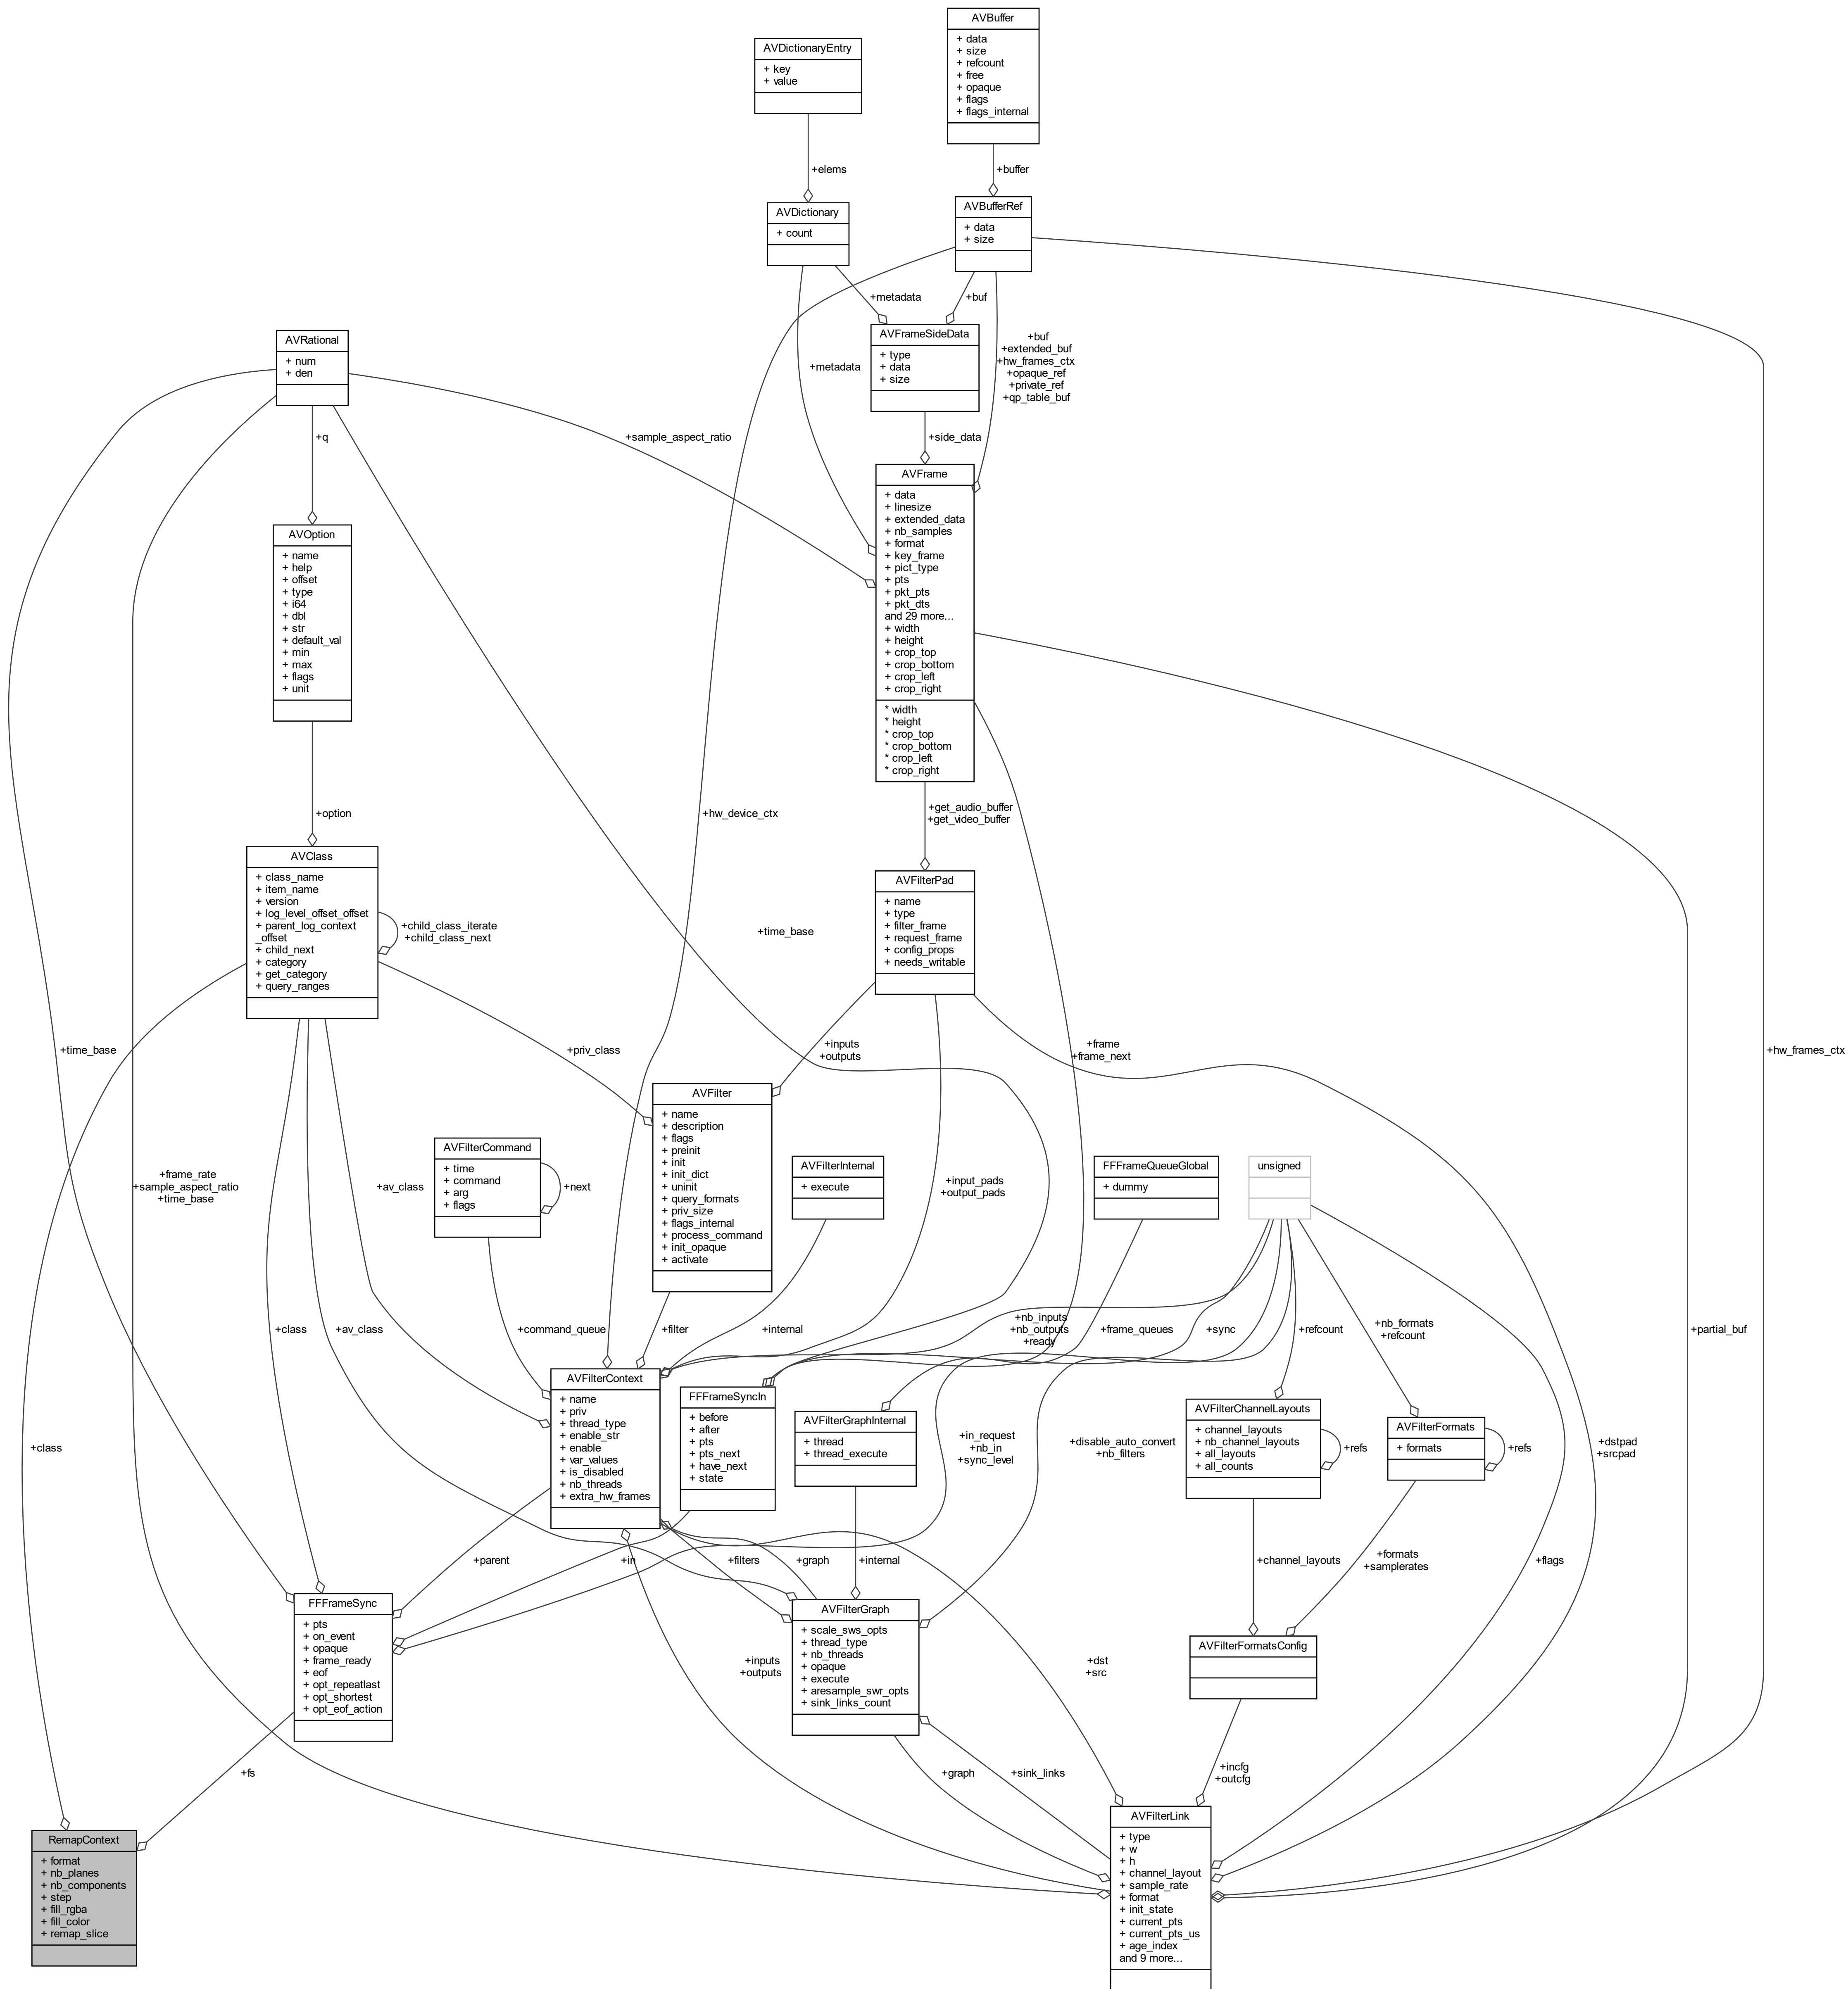 AVBuffer
+ data
+ size
+ refcount
+ free
+ opaque
+ flags
+ flags_internal
AVDictionaryEntry
+ key
+ value
+elems
+buffer
AVDictionary
+ count
AVBufferRef
+ data
+ size
+metadata
+buf
AVFrameSideData
+ type
+ data
+ size
+buf
+extended_buf
+hw_frames_ctx
+opaque_ref
+private_ref
+qp_table_buf
AVRational
+ num
+ den
+metadata
+q
+sample_aspect_ratio
+side_data
AVFrame
+ data
+ linesize
+ extended_data
+ nb_samples
+ format
+ key_frame
+ pict_type
+ pts
+ pkt_pts
+ pkt_dts
and 29 more...
+ width
+ height
+ crop_top
+ crop_bottom
+ crop_left
+ crop_right
* width
* height
* crop_top
* crop_bottom
* crop_left
* crop_right
AVOption
+ name
+ help
+ offset
+ type
+ i64
+ dbl
+ str
+ default_val
+ min
+ max
+ flags
+ unit
+option
+hw_device_ctx
+get_audio_buffer
+get_video_buffer
AVClass
+ class_name
+ item_name
+ version
+ log_level_offset_offset
+ parent_log_context
_offset
+ child_next
+ category
+ get_category
+ query_ranges
+child_class_iterate
+child_class_next
+time_base
AVFilterPad
+ name
+ type
+ filter_frame
+ request_frame
+ config_props
+ needs_writable
+time_base
+priv_class
+inputs
+outputs
+frame
+frame_next
+hw_frames_ctx
AVFilter
+ name
+ description
+ flags
+ preinit
+ init
+ init_dict
+ uninit
+ query_formats
+ priv_size
+ flags_internal
+ process_command
+ init_opaque
+ activate
AVFilterCommand
+ time
+ command
+ arg
+ flags
+next
AVFilterInternal
+ execute
FFFrameQueueGlobal
+ dummy
unsigned
+frame_rate
+sample_aspect_ratio
+time_base
+av_class
+input_pads
+output_pads
+class
+av_class
+command_queue
+filter
+internal
+nb_inputs
+nb_outputs
+ready
+frame_queues
+sync
+refcount
+nb_formats
+refcount
+partial_buf
AVFilterContext
+ name
+ priv
+ thread_type
+ enable_str
+ enable
+ var_values
+ is_disabled
+ nb_threads
+ extra_hw_frames
FFFrameSyncIn
+ before
+ after
+ pts
+ pts_next
+ have_next
+ state
AVFilterGraphInternal
+ thread
+ thread_execute
+in_request
+nb_in
+sync_level
+disable_auto_convert
+nb_filters
AVFilterChannelLayouts
+ channel_layouts
+ nb_channel_layouts
+ all_layouts
+ all_counts
+refs
AVFilterFormats
+ formats
+refs
+dstpad
+srcpad
+class
+parent
+in
+filters
+graph
+internal
+channel_layouts
+formats
+samplerates
+flags
FFFrameSync
+ pts
+ on_event
+ opaque
+ frame_ready
+ eof
+ opt_repeatlast
+ opt_shortest
+ opt_eof_action
AVFilterGraph
+ scale_sws_opts
+ thread_type
+ nb_threads
+ opaque
+ execute
+ aresample_swr_opts
+ sink_links_count
+inputs
+outputs
+dst
+src
AVFilterFormatsConfig
+fs
+graph
+sink_links
+incfg
+outcfg
RemapContext
+ format
+ nb_planes
+ nb_components
+ step
+ fill_rgba
+ fill_color
+ remap_slice
AVFilterLink
+ type
+ w
+ h
+ channel_layout
+ sample_rate
+ format
+ init_state
+ current_pts
+ current_pts_us
+ age_index
and 9 more...